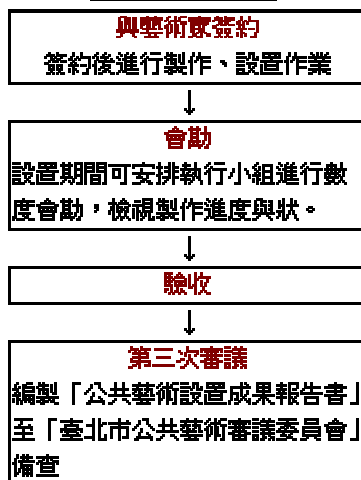 與藝術家簽約
簽約後進行製作、設置作業
↓
會勘
設置期間可安排執行小組進行數
度會勘,檢視製作進度與狀。
↓
驗收
↓
第三次審議
編製「公共藝術設置成果報告書」
至「臺北市公共藝術審議委員會」
備查